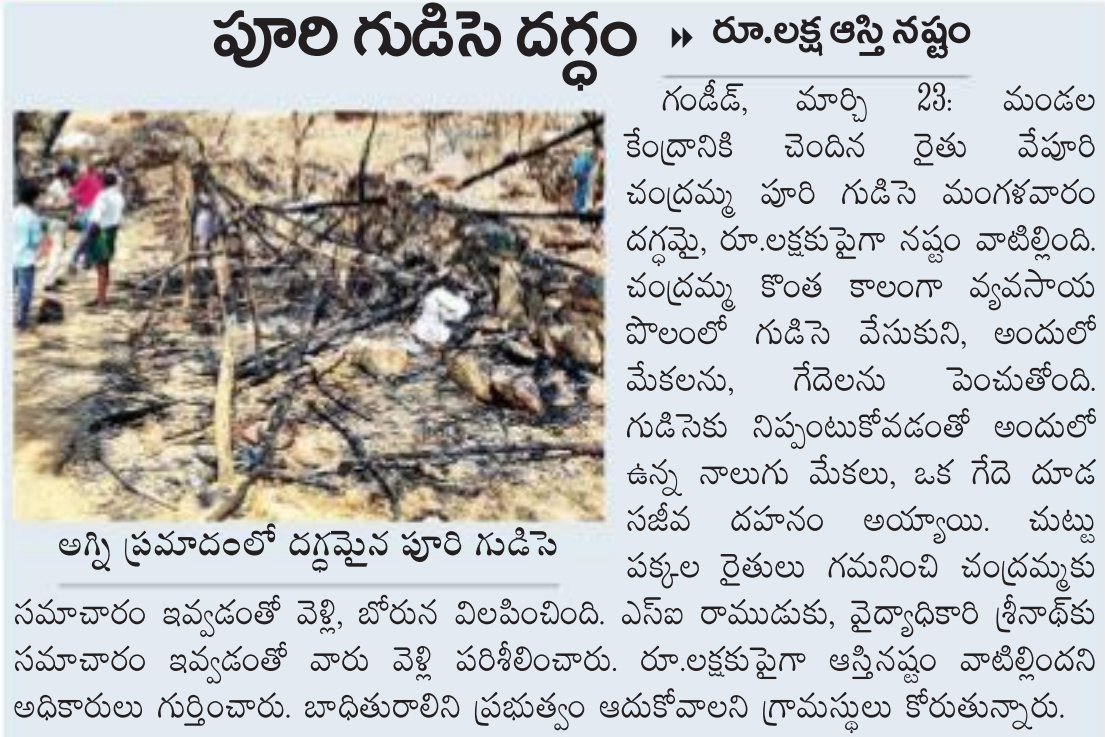 పూరి గుడిసె దగ్ధం
▸▸ రూ.లక్ష ఆస్తి నష్టం
గండీడ్, మార్చి 23: మండల
కేంద్రానికి చెందిన రైతు వేపూరి
చంద్రమ్మ పూరి గుడిసె మంగళవారం
దగ్ధమై, రూ.లక్షకుపైగా నష్టం వాటిల్లింది.
చంద్రమ్మ కొంత కాలంగా వ్యవసాయ
పొలంలో గుడిసె వేసుకుని, అందులో
మేకలను, గేదెలను పెంచుతోంది.
గుడిసెకు నిప్పంటుకోవడంతో అందులో
ఉన్న నాలుగు మేకలు, ఒక గేదె దూడ
సజీవ దహనం అయ్యాయి. చుట్టు
పక్కల రైతులు గమనించి చంద్రమ్మకు
సమాచారం ఇవ్వడంతో వెళ్లి, బోరున విలపించింది. ఎస్ఐ రాముడుకు, వైద్యాధికారి శ్రీనాథ్‌కు
సమాచారం ఇవ్వడంతో వారు వెళ్లి పరిశీలించారు. రూ.లక్షకుపైగా ఆస్తినష్టం వాటిల్లిందని
అధికారులు గుర్తించారు. బాధితురాలిని ప్రభుత్వం ఆదుకోవాలని గ్రామస్థులు కోరుతున్నారు.
అగ్ని ప్రమాదంలో దగ్ధమైన పూరి గుడిసె